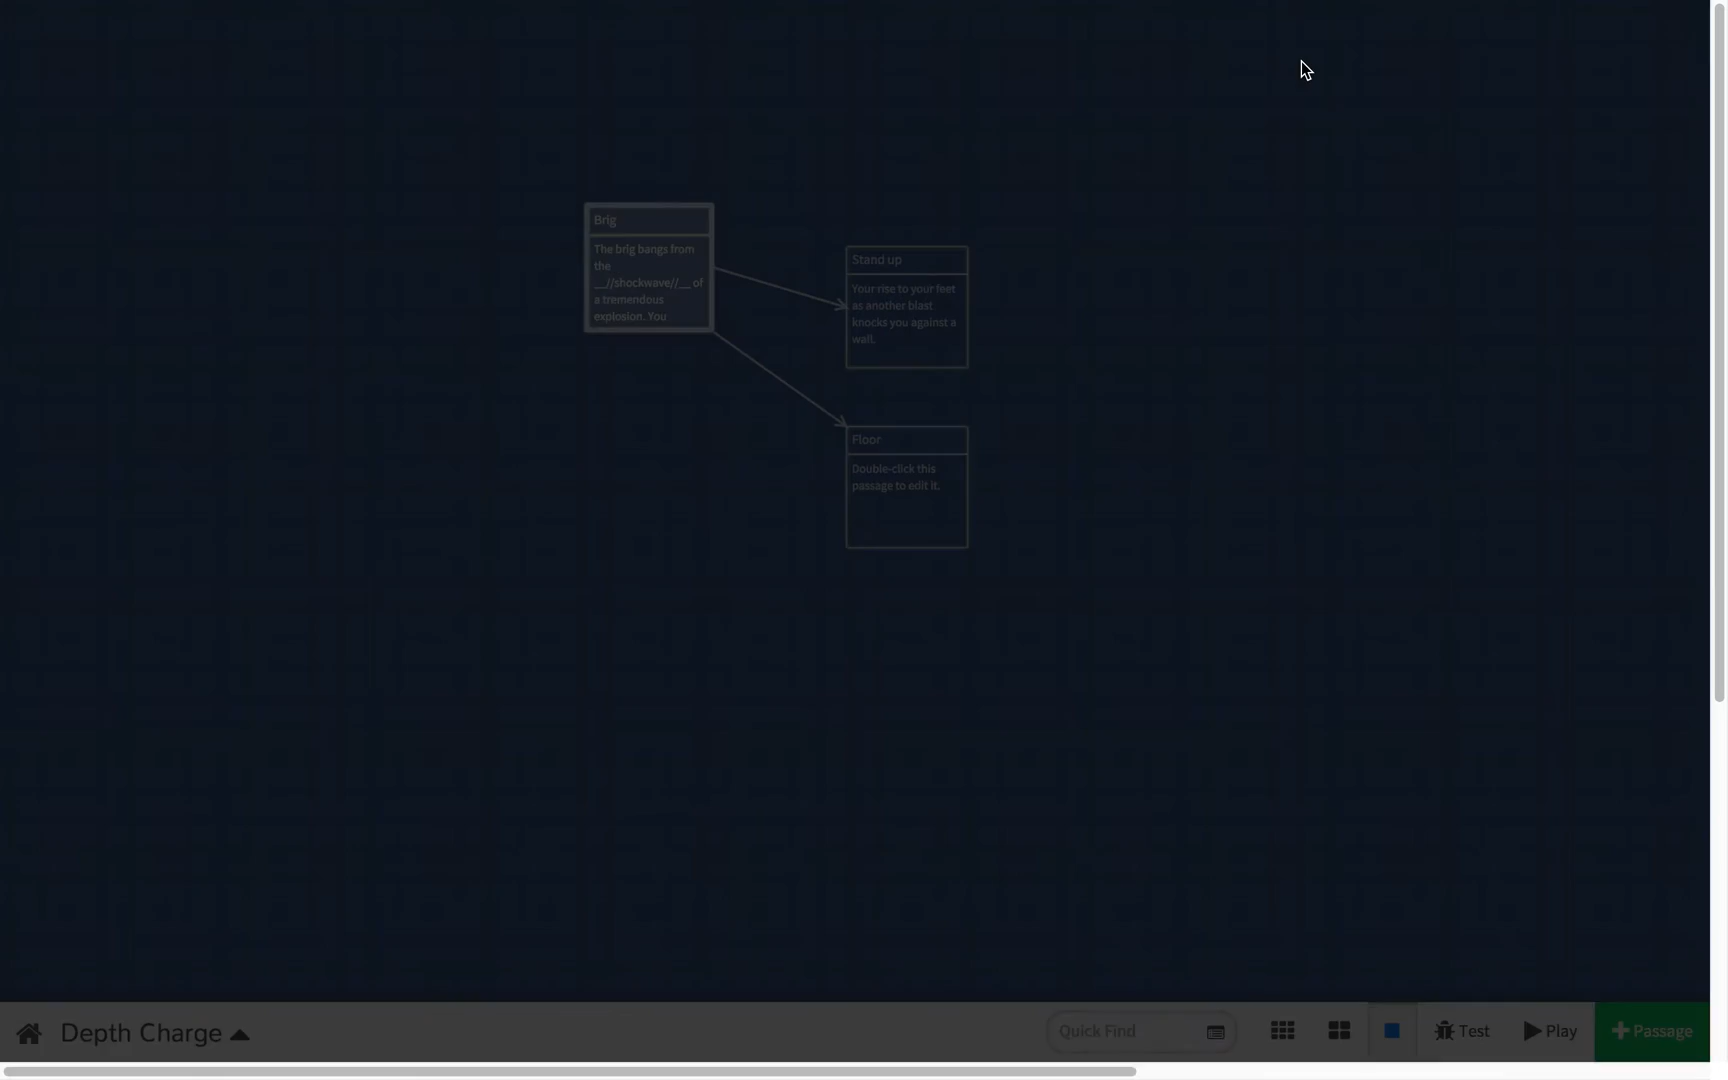 Brig
The brig bangs from
the
__//shockwave//__ of
a tremendous
explosion. You
Stand up
Your rise to your feet
as another blast
knocks you against a
wall.
Floor
Double-click this
passage to edit it.
Depth Charge
Quick Find
Test
Play
Passage